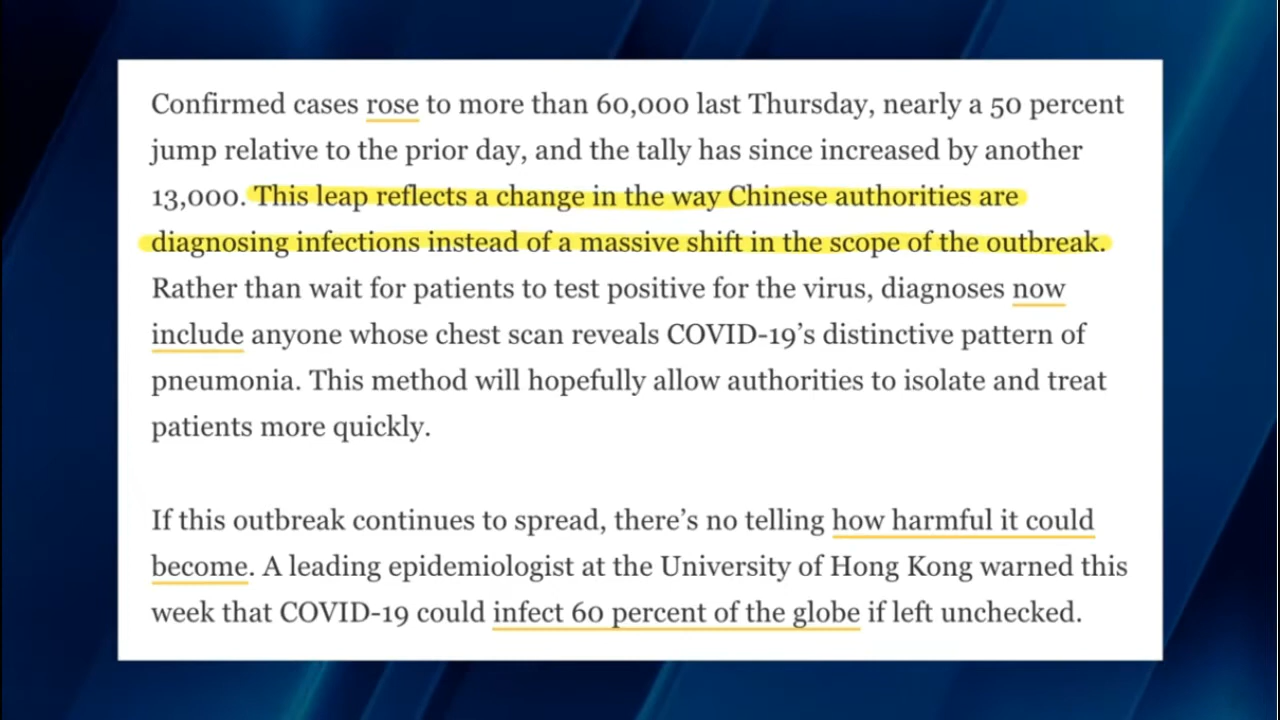 Confirmed cases rose to more than 60,000 last Thursday, nearly a 50 percent
jump relative to the prior day, and the tally has since increased by another
13,000. This leap reflects a change in the way Chinese authorities are
diagnosing infections instead of a massive shift in the scope of the outbreak.
Rather than wait for patients to test positive for the virus, diagnoses now
include anyone whose chest scan reveals COVID-19’s distinctive pattern of
pneumonia. This method will hopefully allow authorities to isolate and treat
patients more quickly.
If this outbreak continues to spread, there’s no telling how harmful it could
become. A leading epidemiologist at the University of Hong Kong warned this
week that COVID-19 could infect 60 percent of the globe if left unchecked.